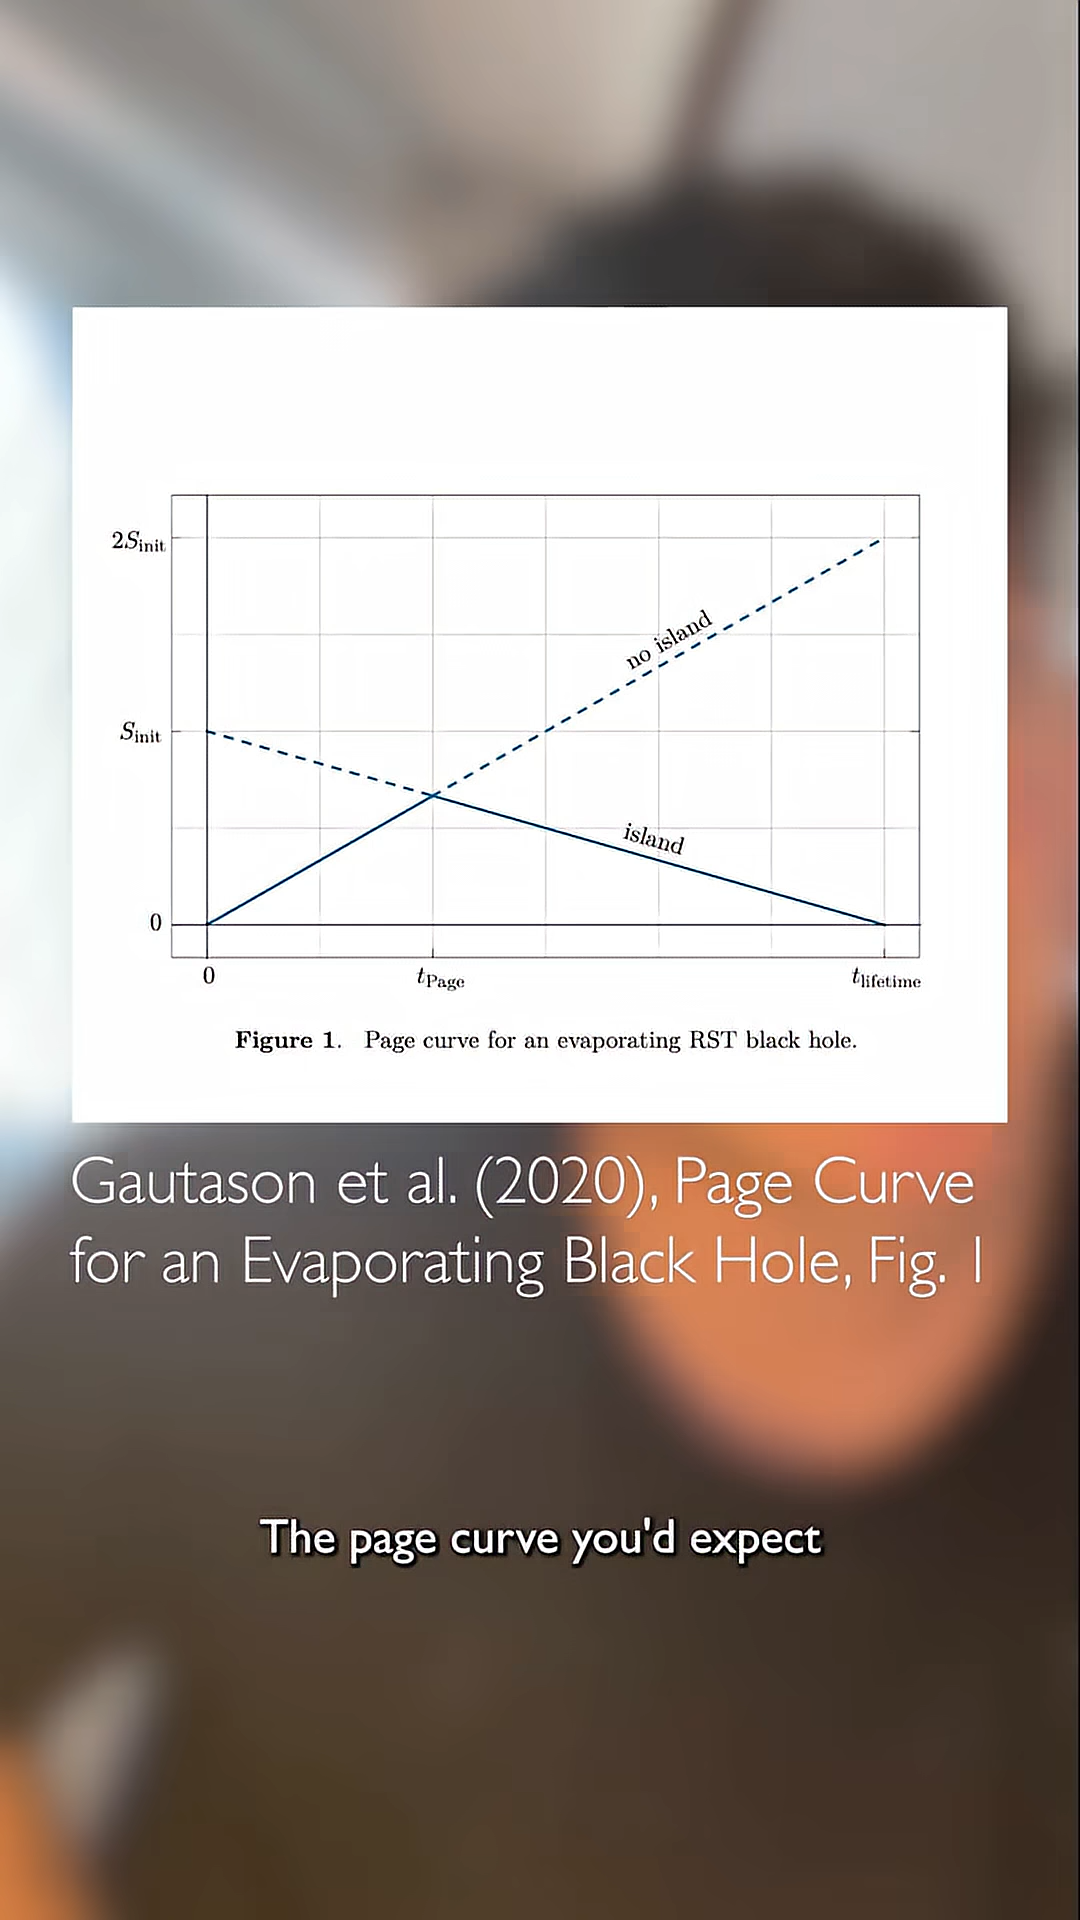 2S_init
no island
S_init
island
0
0
t_Page
t_lifetime
Figure 1. Page curve for an evaporating RST black hole.
Gautason et al. (2020), Page Curve
for an Evaporating Black Hole, Fig. 1
The page curve you'd expect